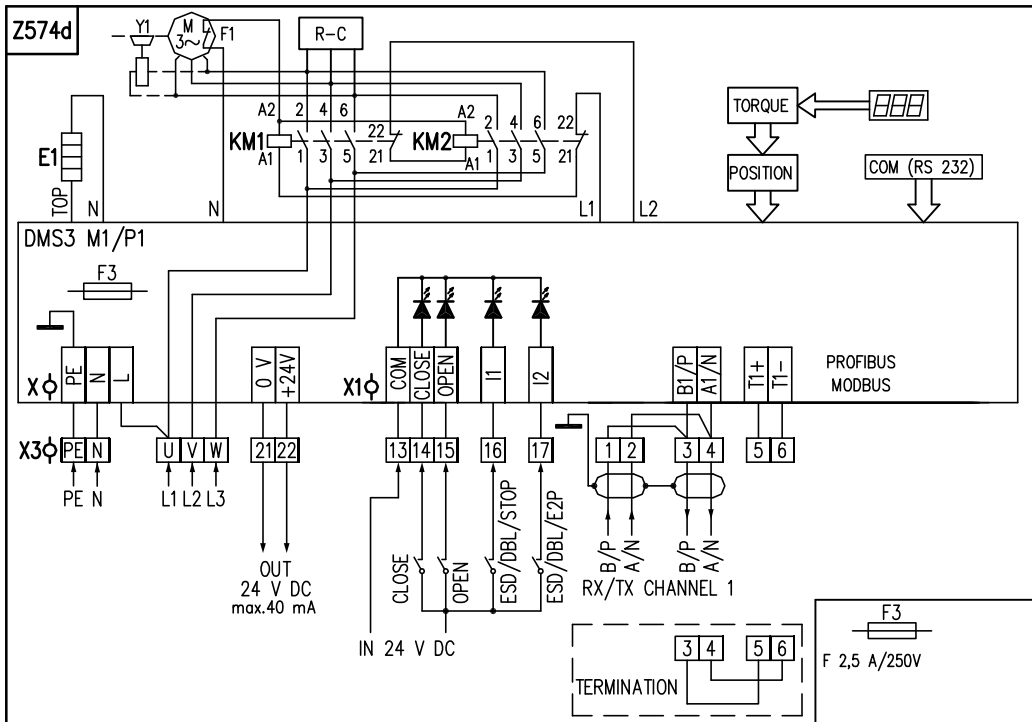 Z574d
Y1
M
3~
F1
R-C
TORQUE
POSITION
COM (RS 232)
A2
2
4
6
22
KM1
A1
1
3
5
21
A2
2
4
6
22
KM2
A1
1
3
5
21
E1
TOP
N
N
L1
L2
DMS3 M1/P1
F3
X
PE
N
L
0 V
+24V
X1
COM
CLOSE
OPEN
I1
I2
B1/P
A1/N
T1+
T1-
PROFIBUS
MODBUS
X3
PE
N
U
V
W
21
22
13
14
15
16
17
1
2
3
4
5
6
PE N
L1 L2 L3
OUT
24 V DC
max.40 mA
CLOSE
OPEN
ESD/DBL/STOP
ESD/DBL/E2P
IN 24 V DC
B/P
A/N
B/P
A/N
RX/TX CHANNEL 1
TERMINATION
3
4
5
6
F3
F 2,5 A/250V